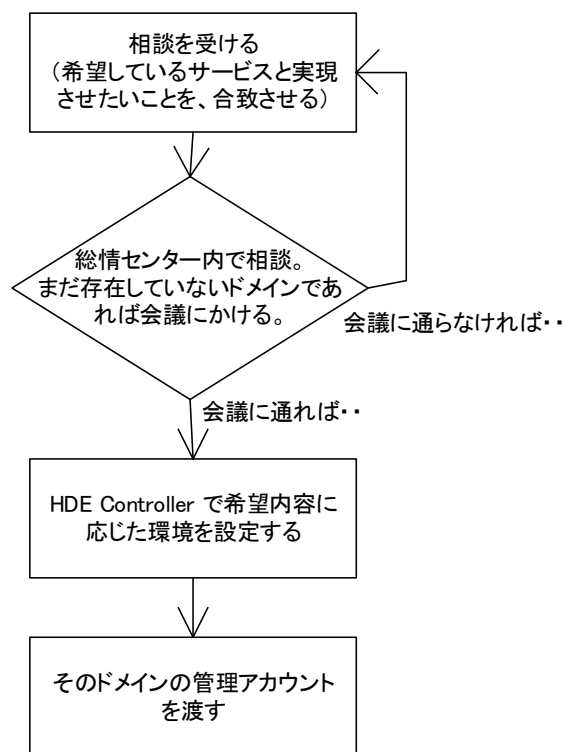 相談を受ける
（希望しているサービスと実現
させたいことを、合致させる）
総情センター内で相談。
まだ存在していないドメインであ
れば会議にかける。
会議に通らなければ・・
会議に通れば・・
HDE Controller で希望内容に
応じた環境を設定する
そのドメインの管理アカウント
を渡す